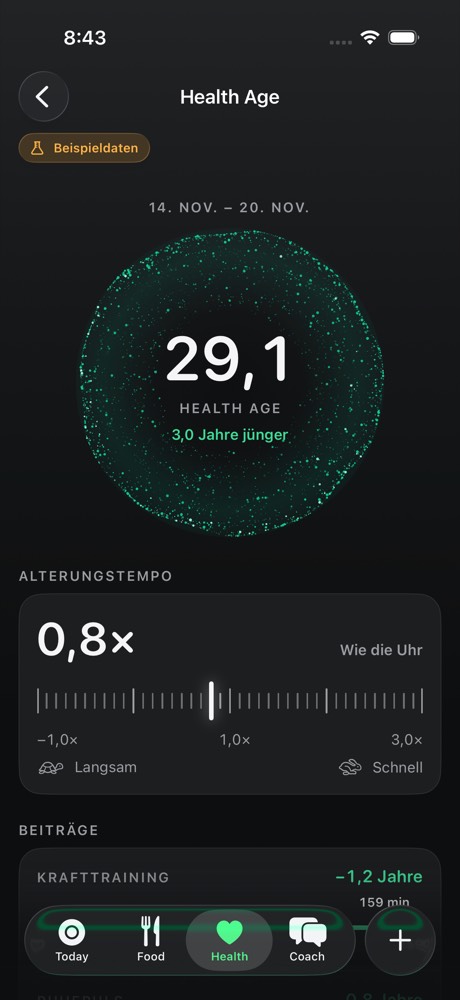 8:43
Health Age
Beispieldaten
14. NOV. – 20. NOV.
29,1
HEALTH AGE
3,0 Jahre jünger
ALTERUNGSTEMPO
0,8×
Wie die Uhr
−1,0× 1,0× 3,0×
Langsam Schnell
BEITRÄGE
KRAFTTRAINING −1,2 Jahre
159 min
Today Food Health Coach